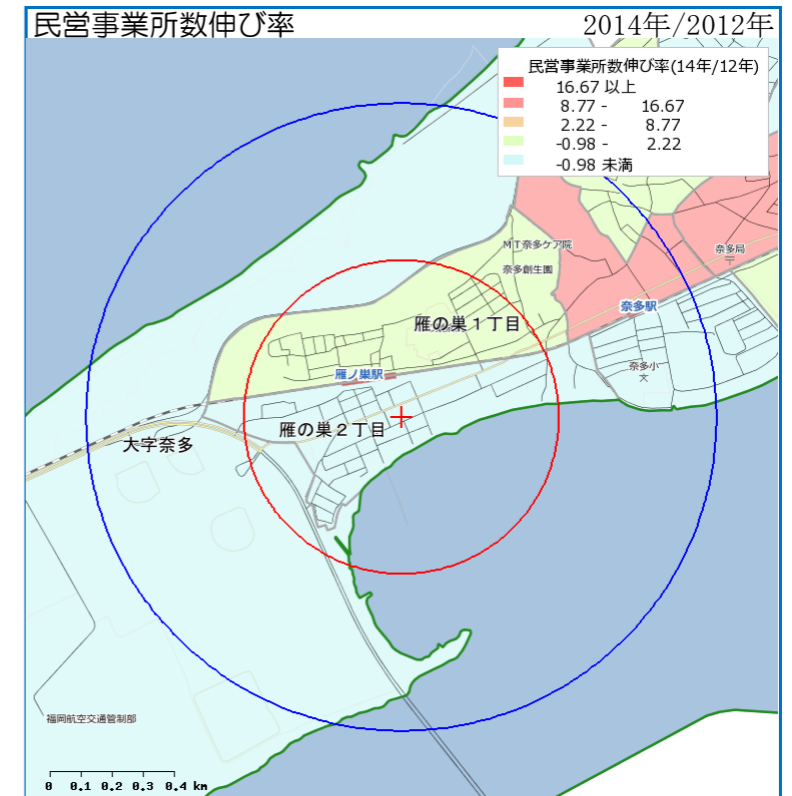 民営事業所数伸び率
2014年/2012年
民営事業所数伸び率(14年/12年)
16.67 以上
8.77 - 16.67
2.22 - 8.77
-0.98 - 2.22
-0.98 未満
MT奈多ケア院
奈多創生園
奈多局
奈多駅
雁の巣1丁目
奈多小
文
雁ノ巣駅
雁の巣2丁目
大字奈多
福岡航空交通管制部
0 0.1 0.2 0.3 0.4 km